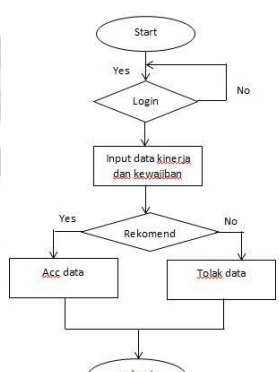 Start
Yes
No
Login
Input data kinerja
dan kewajiban
Yes
No
Rekomend
Acc data
Tolak data